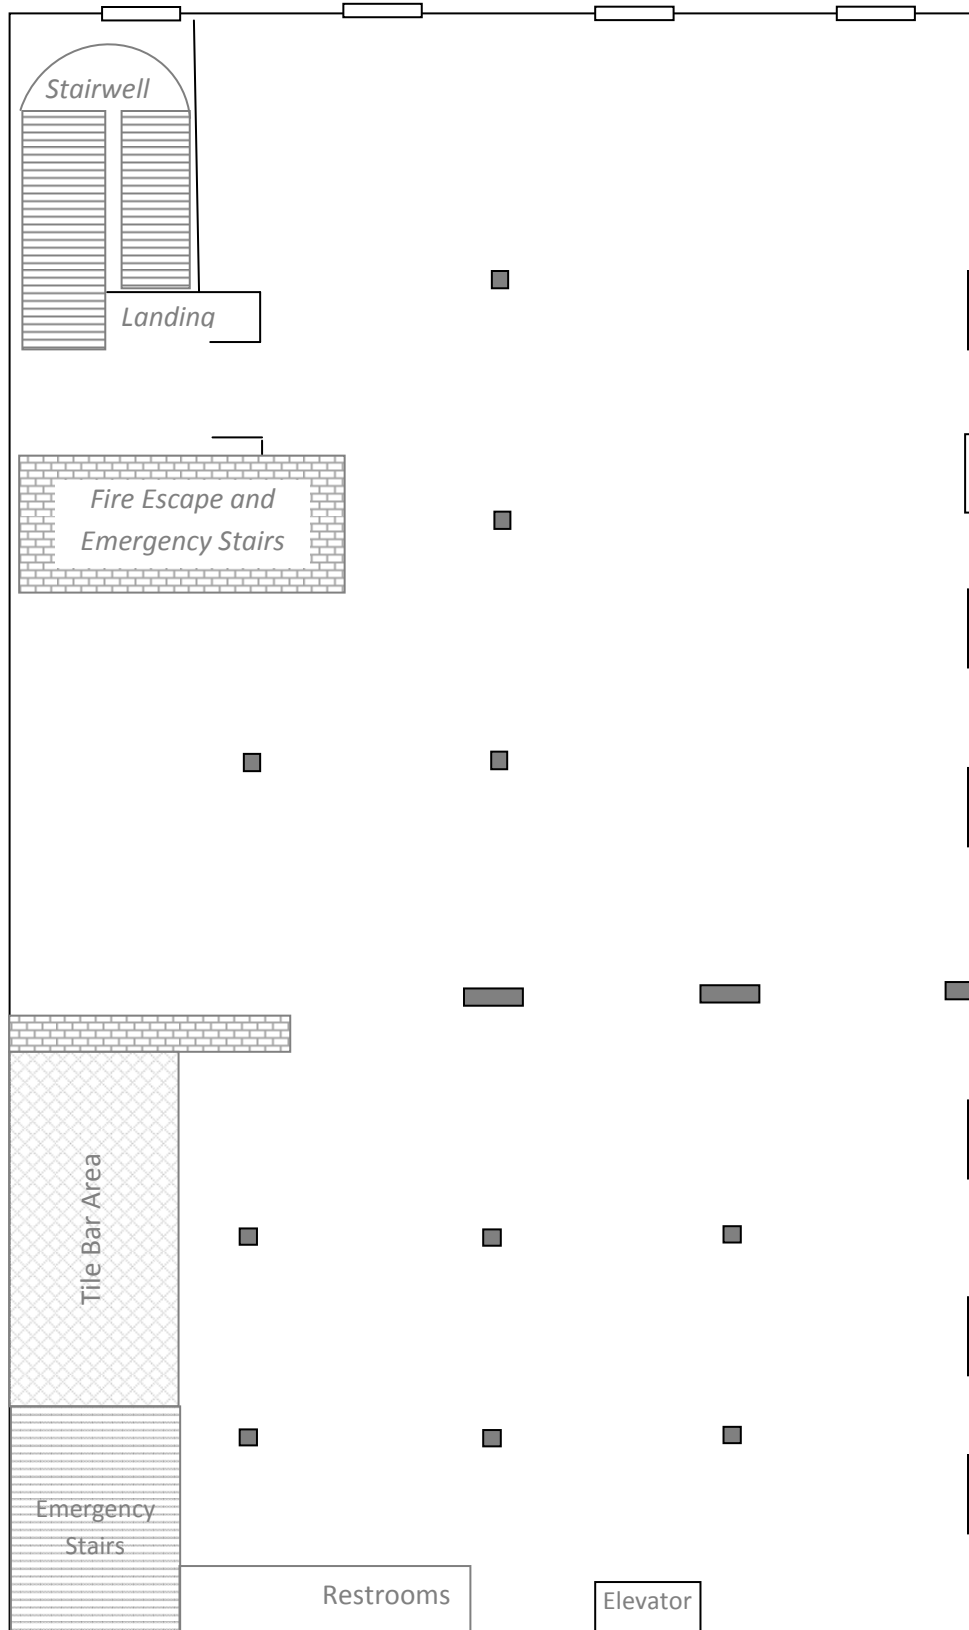 Stairwell
Landing
Fire Escape and
Emergency Stairs
Tile Bar Area
Emergency
Stairs
Restrooms
Elevator